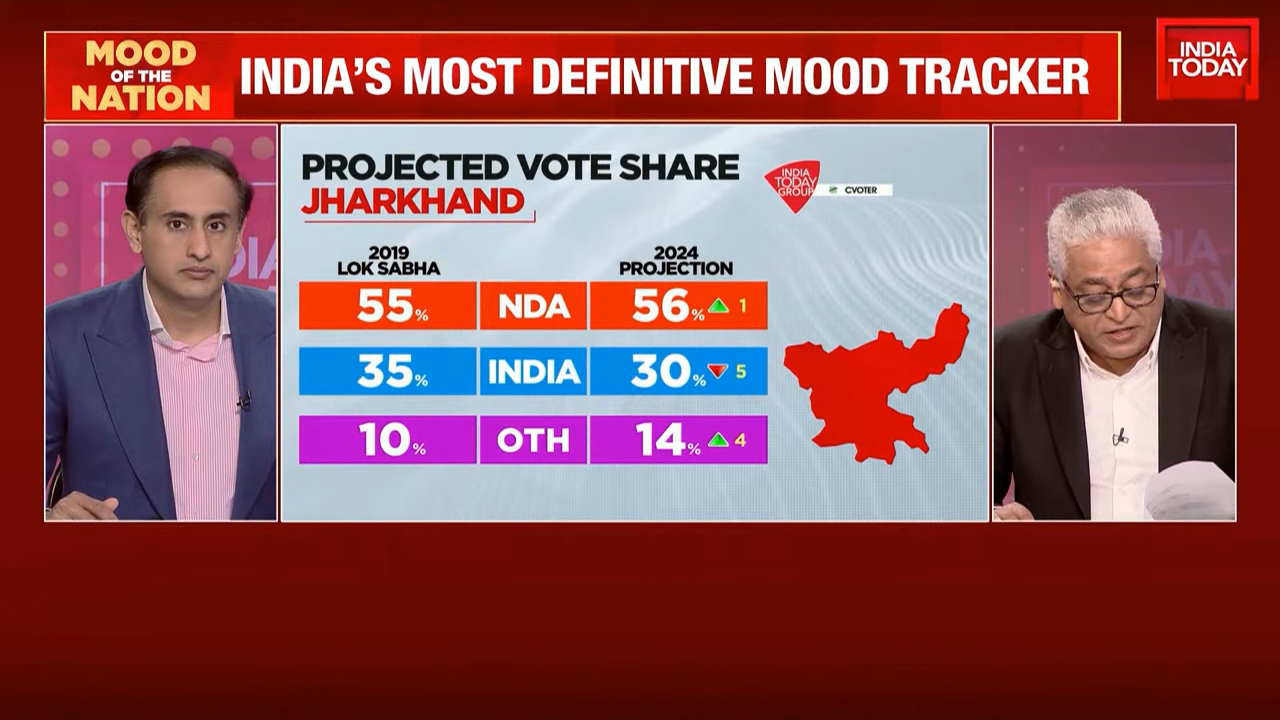 MOOD
OF THE
NATION
INDIA'S MOST DEFINITIVE MOOD TRACKER
INDIA
TODAY
PROJECTED VOTE SHARE
JHARKHAND
INDIA
TODAY
GROUP
CVOTER
2019
LOK SABHA
2024
PROJECTION
55% NDA 56% 1
35% INDIA 30% 5
10% OTH 14% 4